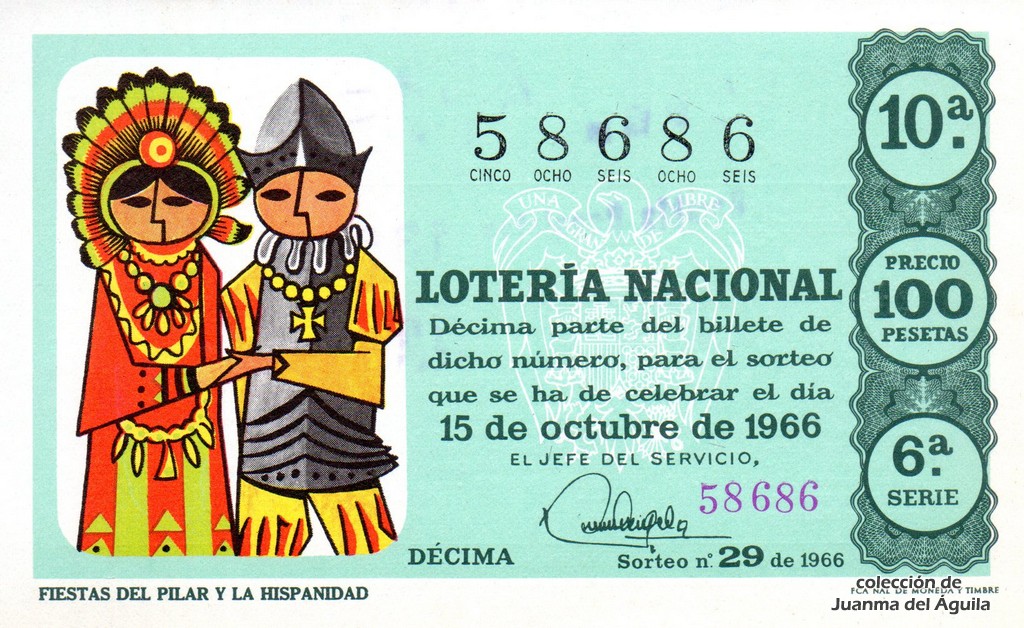 58686
CINCO OCHO SEIS OCHO SEIS
UNA GRANDE LIBRE
LOTERÍA NACIONAL
Décima parte del billete de
dicho número, para el sorteo
que se ha de celebrar el día
15 de octubre de 1966
EL JEFE DEL SERVICIO,
58686
DÉCIMA
Sorteo n.º 29 de 1966
10ª.
PRECIO
100
PESETAS
6ª.
SERIE
FIESTAS DEL PILAR Y LA HISPANIDAD
FCA NAL DE MONEDA Y TIMBRE
colección de
Juanma del Águila